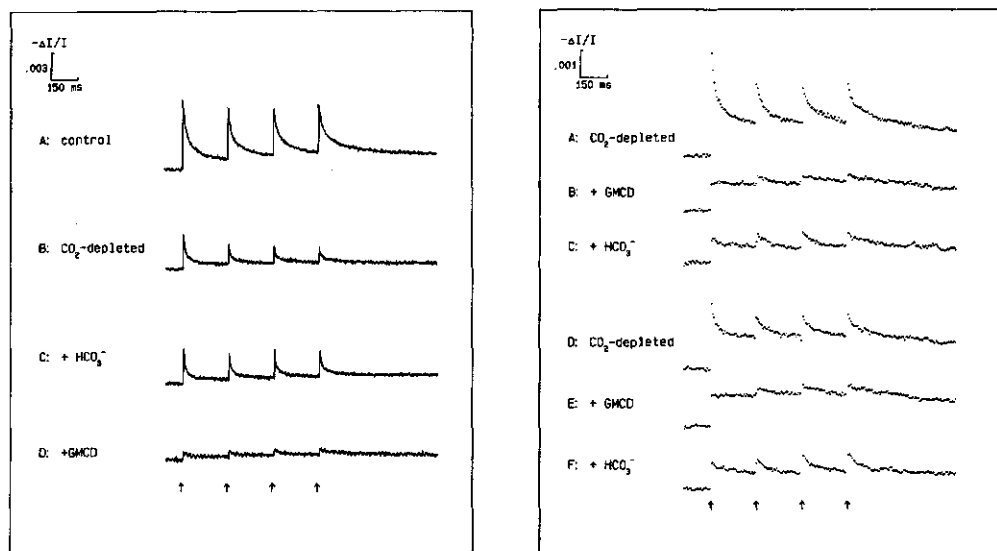 -ΔI/I
.003
150 ms
A: control
B: CO₂-depleted
C: + HCO₃⁻
D: +GMCD
↑ ↑ ↑ ↑
-ΔI/I
.001
150 ms
A: CO₂-depleted
B: + GMCD
C: + HCO₃⁻
D: CO₂-depleted
E: + GMCD
F: + HCO₃⁻
↑ ↑ ↑ ↑